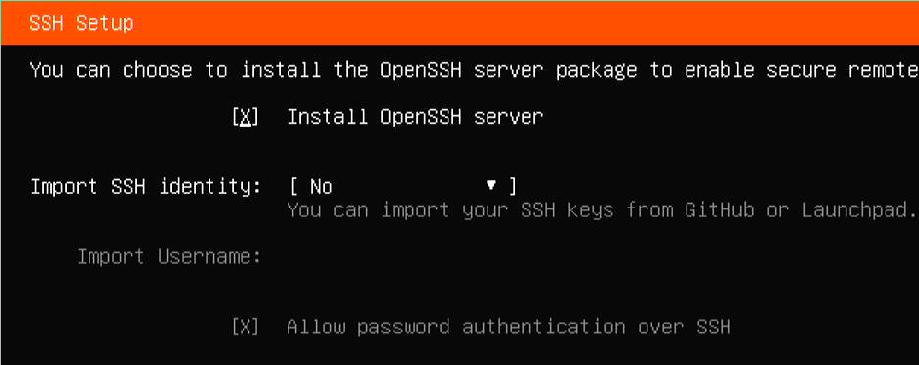 SSH Setup
You can choose to install the OpenSSH server package to enable secure remote
[X] Install OpenSSH server
Import SSH identity: [ No ▼ ]
You can import your SSH keys from GitHub or Launchpad.
Import Username:
[X] Allow password authentication over SSH